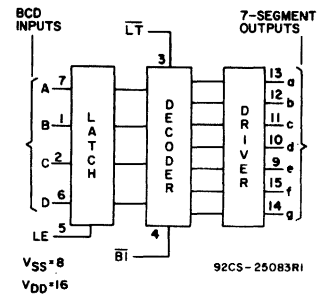 BCD INPUTS
7-SEGMENT OUTPUTS
LT
3
A 7
B 1
C 2
D 6
LE 5
LATCH
DECODER
DRIVER
13 a
12 b
11 c
10 d
9 e
15 f
14 g
4
BI
VSS=8
VDD=16
92CS-25083R1